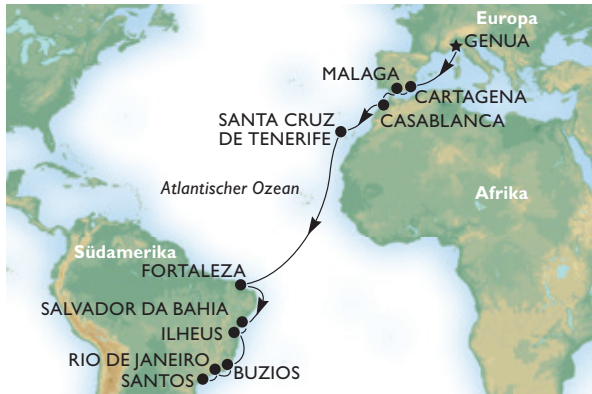 Europa
GENUA
MALAGA
CARTAGENA
CASABLANCA
SANTA CRUZ
DE TENERIFE
Atlantischer Ozean
Afrika
Südamerika
FORTALEZA
SALVADOR DA BAHIA
ILHEUS
RIO DE JANEIRO
BUZIOS
SANTOS